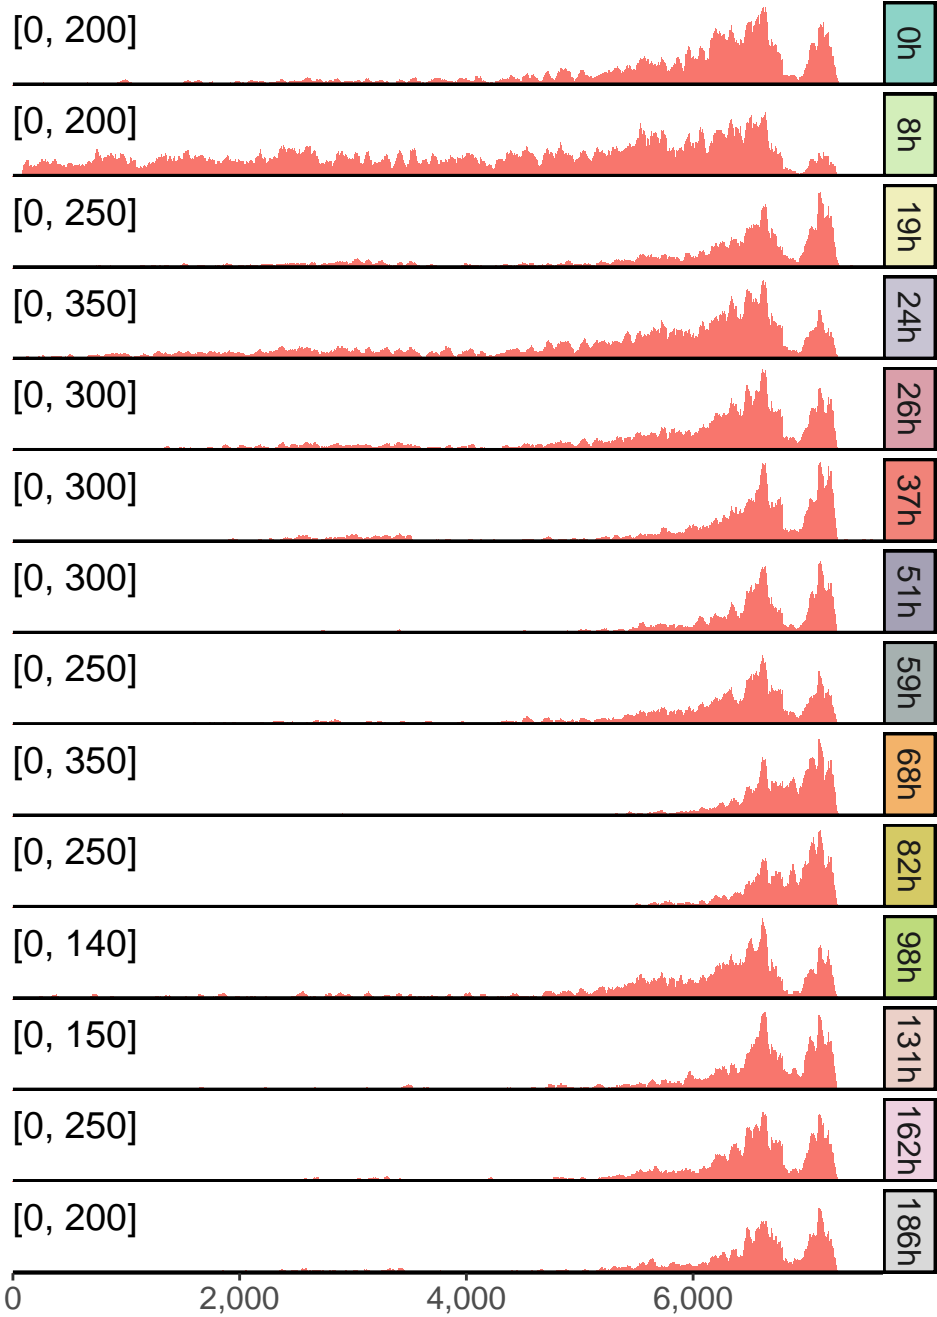 [0, 200] 0h
[0, 200] 8h
[0, 250] 19h
[0, 350] 24h
[0, 300] 26h
[0, 300] 37h
[0, 300] 51h
[0, 250] 59h
[0, 350] 68h
[0, 250] 82h
[0, 140] 98h
[0, 150] 131h
[0, 250] 162h
[0, 200] 186h
0 2,000 4,000 6,000